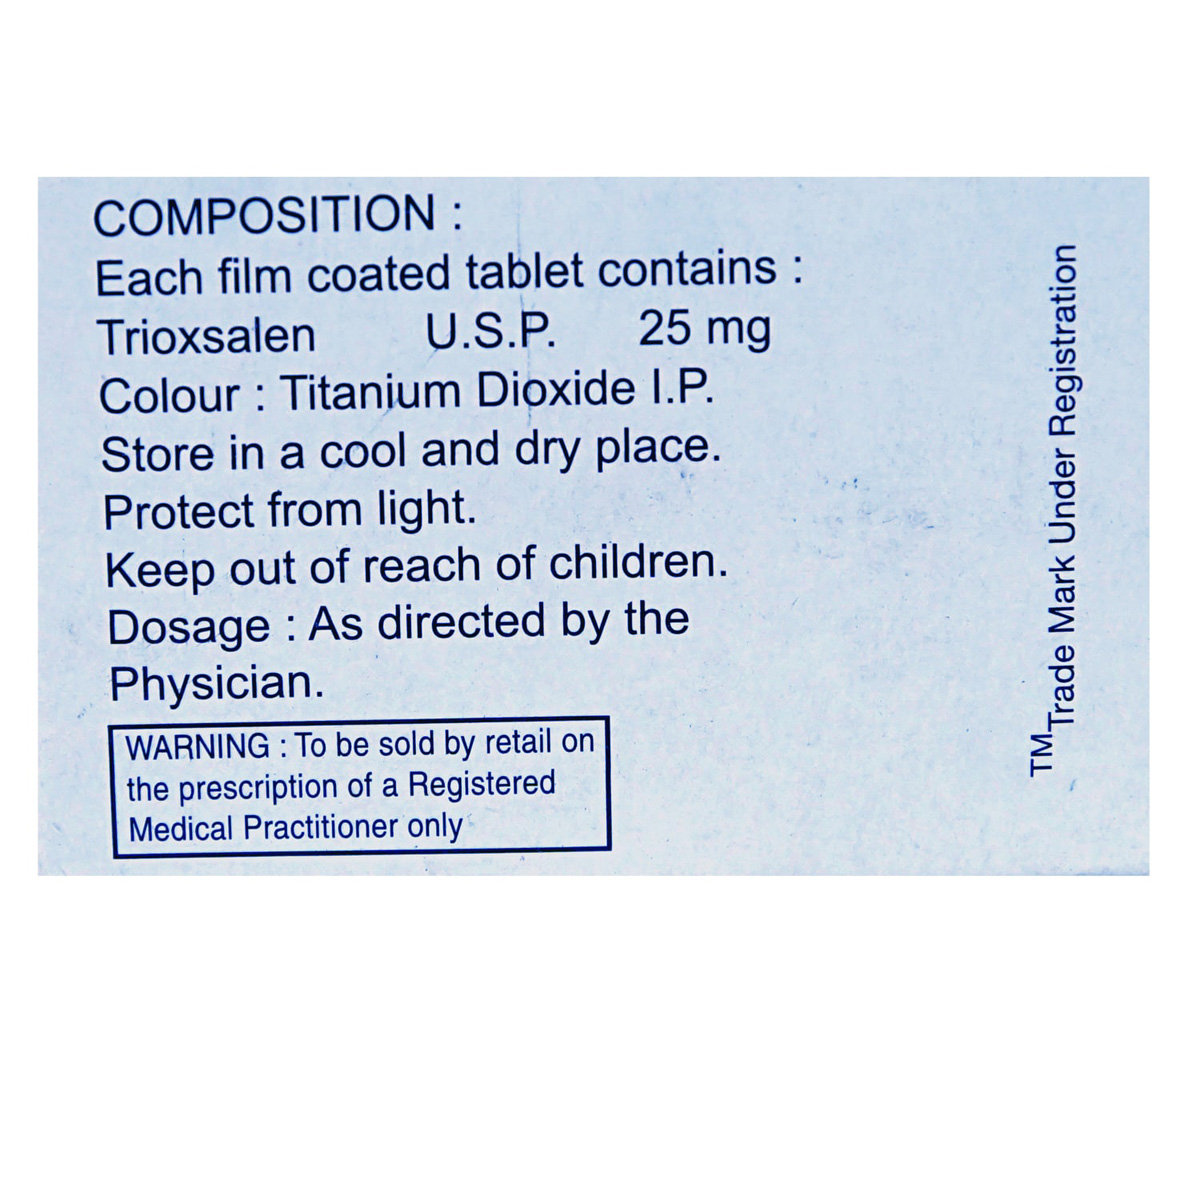 COMPOSITION :
Each film coated tablet contains :
Trioxsalen U.S.P. 25 mg
Colour : Titanium Dioxide I.P.
Store in a cool and dry place.
Protect from light.
Keep out of reach of children.
Dosage : As directed by the
Physician.
WARNING : To be sold by retail on
the prescription of a Registered
Medical Practitioner only
TM Trade Mark Under Registration